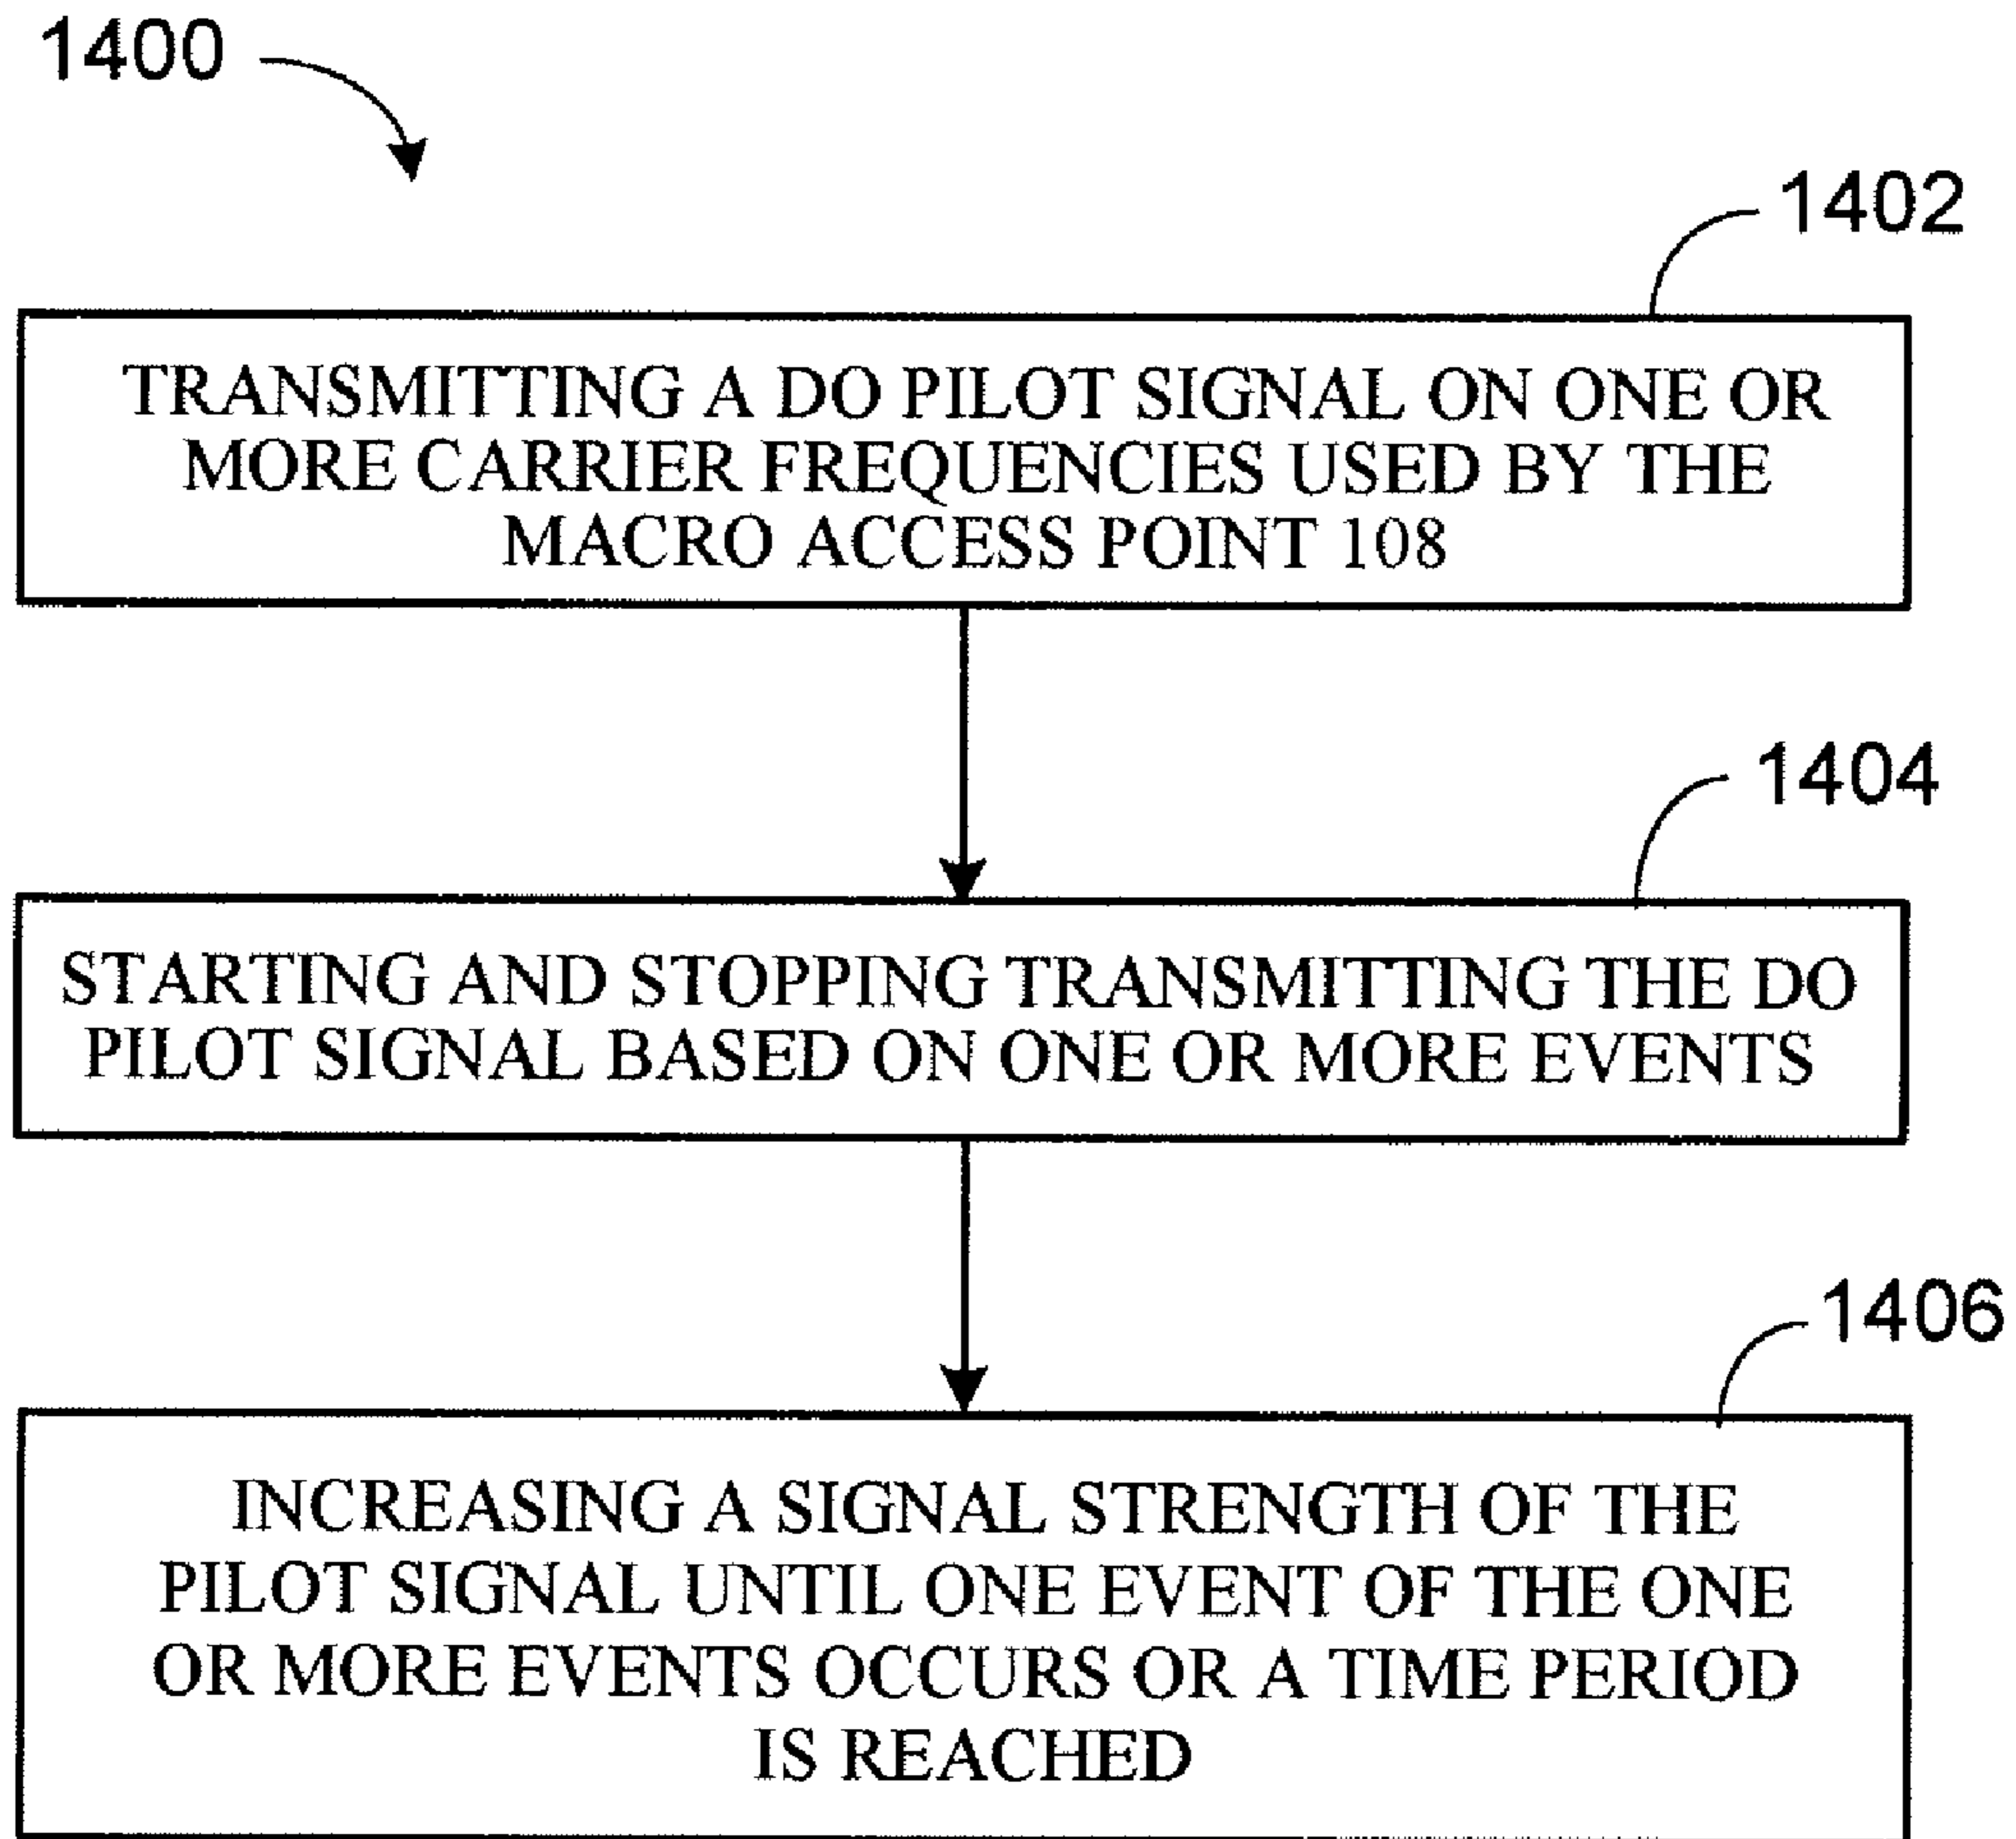 1400
1402
TRANSMITTING A DO PILOT SIGNAL ON ONE OR
MORE CARRIER FREQUENCIES USED BY THE
MACRO ACCESS POINT 108
1404
STARTING AND STOPPING TRANSMITTING THE DO
PILOT SIGNAL BASED ON ONE OR MORE EVENTS
1406
INCREASING A SIGNAL STRENGTH OF THE
PILOT SIGNAL UNTIL ONE EVENT OF THE ONE
OR MORE EVENTS OCCURS OR A TIME PERIOD
IS REACHED